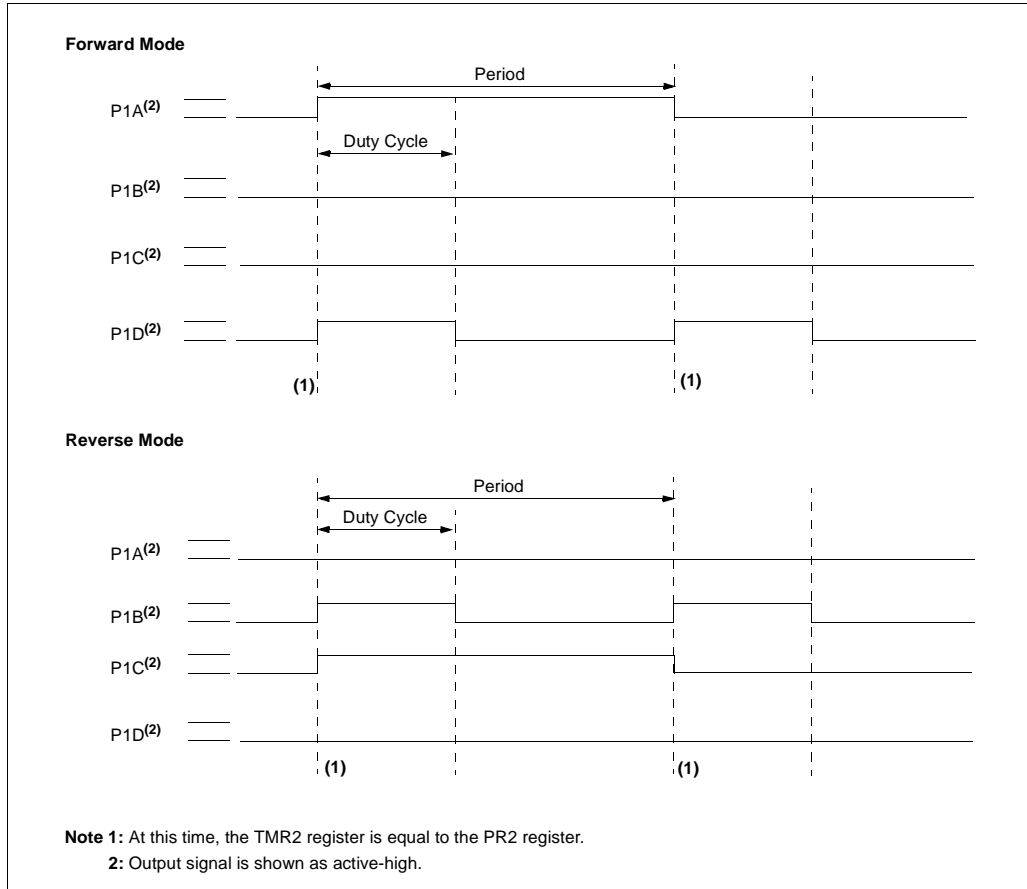 Forward Mode
Period
P1A(2)
Duty Cycle
P1B(2)
P1C(2)
P1D(2)
(1)
(1)
Reverse Mode
Period
Duty Cycle
P1A(2)
P1B(2)
P1C(2)
P1D(2)
(1)
(1)
Note 1: At this time, the TMR2 register is equal to the PR2 register.
2: Output signal is shown as active-high.